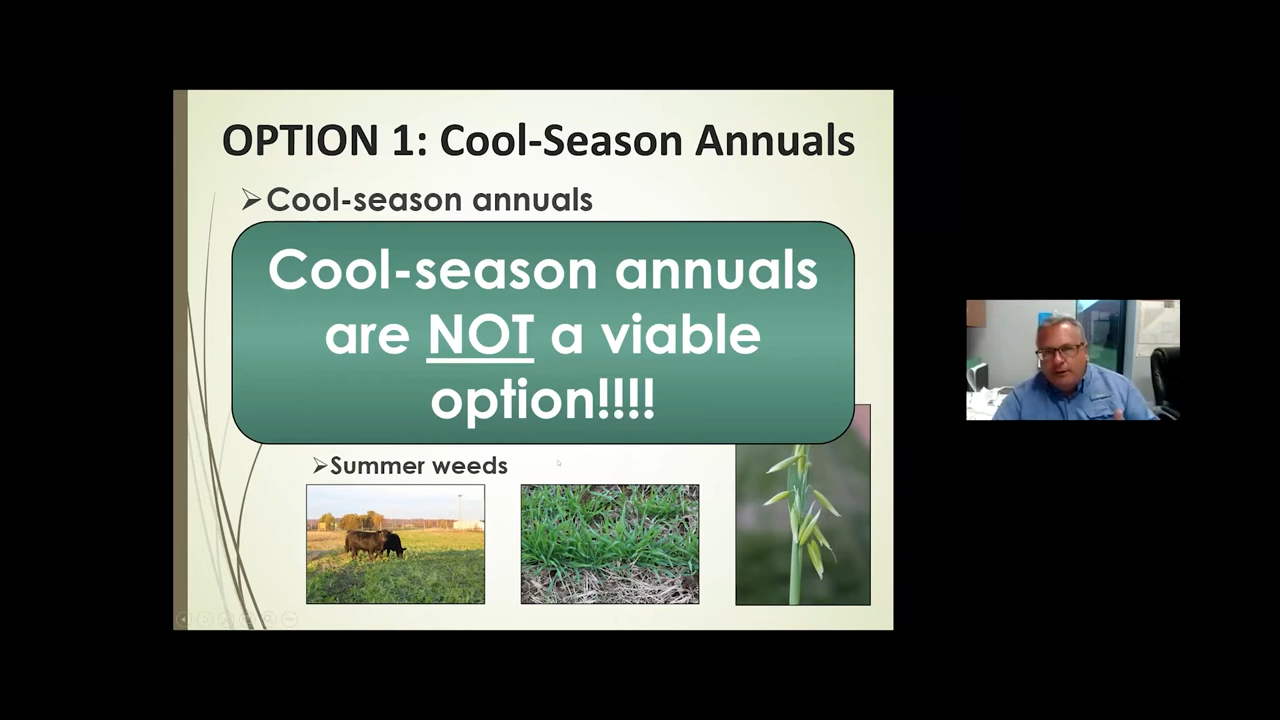 OPTION 1: Cool-Season Annuals
Cool-season annuals
Cool-season annuals
are NOT a viable
option!!!!
Summer weeds